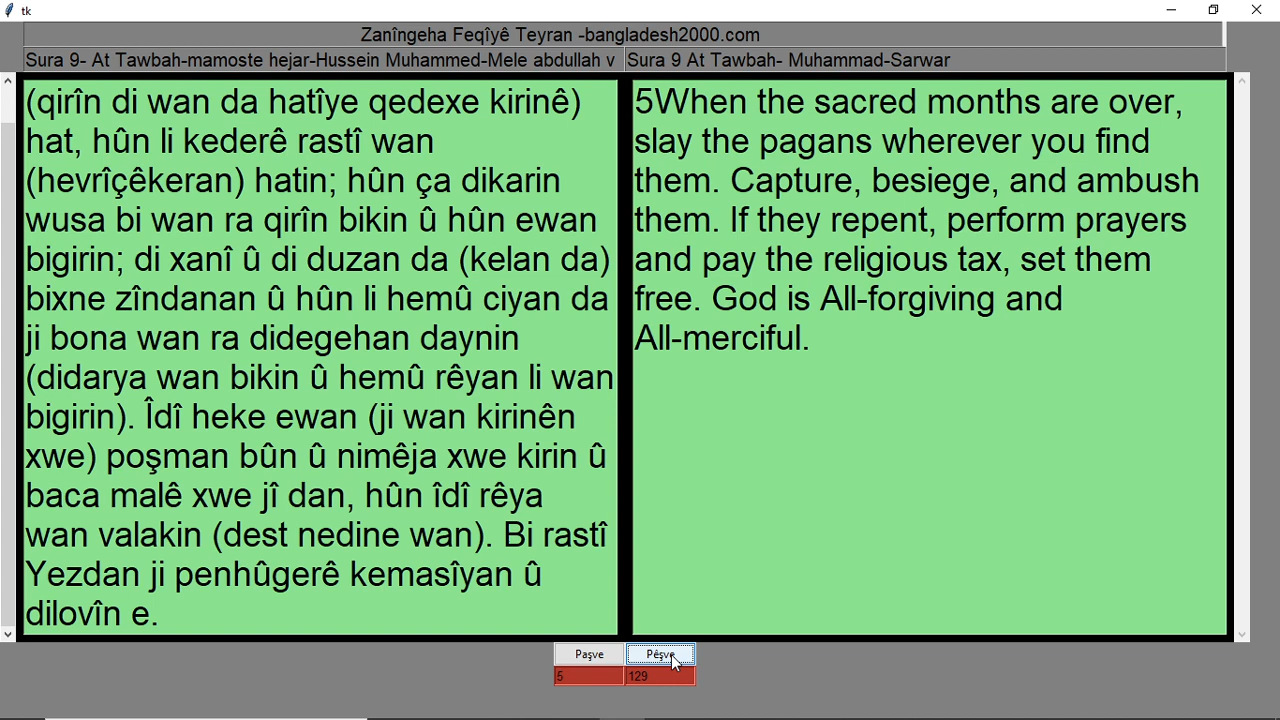 tk
Zanîngeha Feqîyê Teyran -bangladesh2000.com
Sura 9- At Tawbah-mamoste hejar-Hussein Muhammed-Mele abdullah v
Sura 9 At Tawbah- Muhammad-Sarwar
(qirîn di wan da hatîye qedexe kirinê)
hat, hûn li kederê rastî wan
(hevrîçêkeran) hatin; hûn ça dikarin
wusa bi wan ra qirîn bikin û hûn ewan
bigirin; di xanî û di duzan da (kelan da)
bixne zîndanan û hûn li hemû ciyan da
ji bona wan ra didegehan daynin
(didarya wan bikin û hemû rêyan li wan
bigirin). Îdî heke ewan (ji wan kirinên
xwe) poşman bûn û nimêja xwe kirin û
baca malê xwe jî dan, hûn îdî rêya
wan valakin (dest nedine wan). Bi rastî
Yezdan ji penhûgerê kemasîyan û
dilovîn e.
5When the sacred months are over,
slay the pagans wherever you find
them. Capture, besiege, and ambush
them. If they repent, perform prayers
and pay the religious tax, set them
free. God is All-forgiving and
All-merciful.
Paşve
Pêşve
5
129